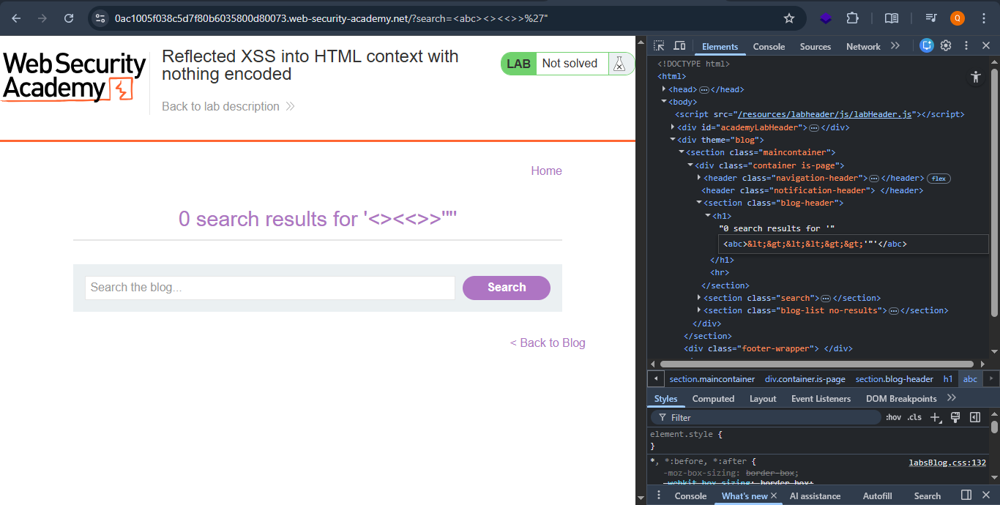 0ac1005f038c5d7f80b6035800d80073.web-security-academy.net/?search=<abc><><<>>%27"
Q
Web Security
Academy
Reflected XSS into HTML context with
nothing encoded
Back to lab description
LAB Not solved
Home
0 search results for '<><<>>'"'
Search the blog...
Search
< Back to Blog
Elements Console Sources Network
<!DOCTYPE html>
<html>
<head></head>
<body>
<script src="/resources/labheader/js/labHeader.js"></script>
<div id="academyLabHeader"></div>
<div theme="blog">
<section class="maincontainer">
<div class="container is-page">
<header class="navigation-header"></header> flex
<header class="notification-header"> </header>
<section class="blog-header">
<h1>
"0 search results for '"
<abc>&lt;&gt;&lt;&lt;&gt;&gt;'"'</abc>
</h1>
<hr>
</section>
<section class="search"></section>
<section class="blog-list no-results"></section>
</div>
</section>
<div class="footer-wrapper"> </div>
section.maincontainer div.container.is-page section.blog-header h1 abc
Styles Computed Layout Event Listeners DOM Breakpoints
Filter :hov .cls
element.style {
}
*, *:before, *:after { labsBlog.css:132
-moz-box-sizing: border-box;
-webkit-box-sizing: border-box;
Console What's new AI assistance Autofill Search